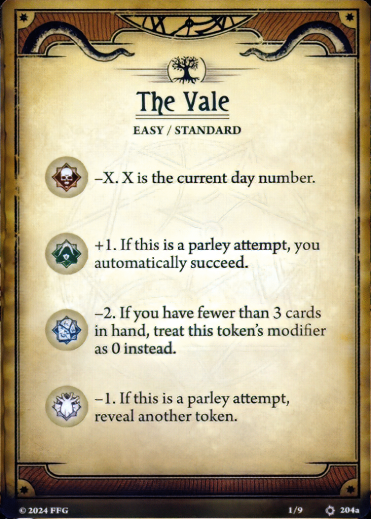 The Vale
EASY / STANDARD
–X. X is the current day number.
+1. If this is a parley attempt, you
automatically succeed.
–2. If you have fewer than 3 cards
in hand, treat this token's modifier
as 0 instead.
–1. If this is a parley attempt,
reveal another token.
© 2024 FFG 1/9 204a